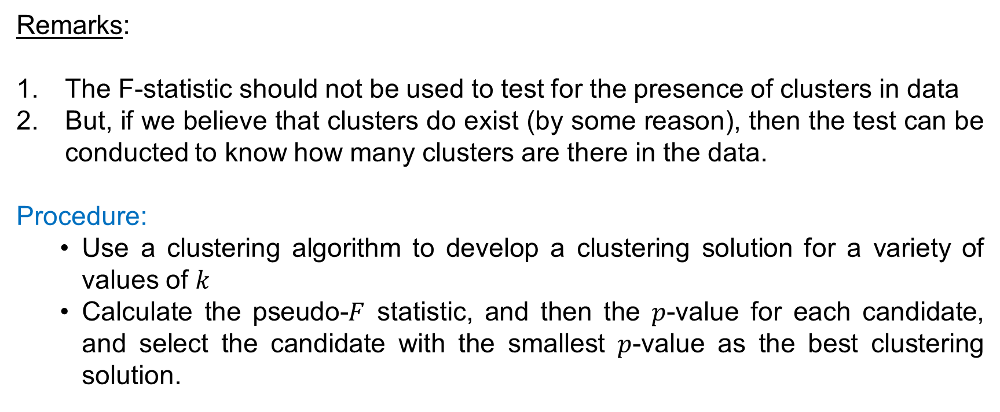 Remarks:
1. The F-statistic should not be used to test for the presence of clusters in data
2. But, if we believe that clusters do exist (by some reason), then the test can be
conducted to know how many clusters are there in the data.
Procedure:
• Use a clustering algorithm to develop a clustering solution for a variety of
values of k
• Calculate the pseudo-F statistic, and then the p-value for each candidate,
and select the candidate with the smallest p-value as the best clustering
solution.